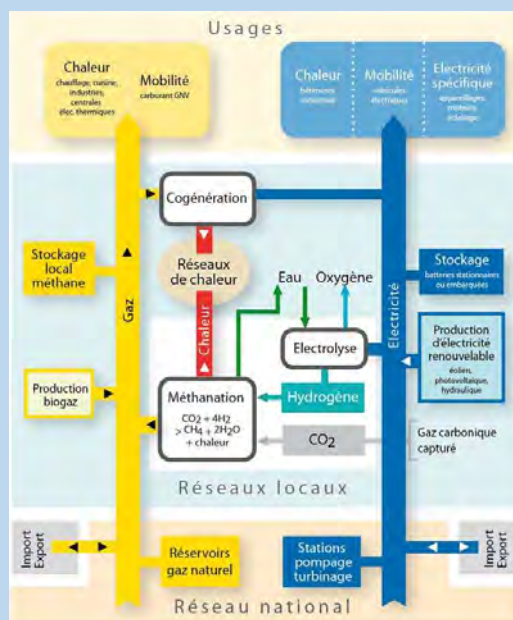 Usages
Chaleur
chauffage, cuisine,
industries,
centrales
élec. thermiques
Mobilité
carburant GNV
Chaleur
bâtiments
industries
Mobilité
véhicules
électriques
Electricité
spécifique
appareillages
moteurs
éclairage
Cogénération
Stockage
local
méthane
Gaz
Réseaux
de chaleur
Chaleur
Eau
Oxygène
Electricité
Stockage
batteries stationnaires
ou embarquées
Electrolyse
Production
d'électricité
renouvelable
éolien,
photovoltaïque,
hydraulique
Production
biogaz
Méthanation
CO2 + 4H2
> CH4 + 2H2O
+ chaleur
Hydrogène
CO2
Gaz carbonique
capturé
Réseaux locaux
Import
Export
Réservoirs
gaz naturel
Stations
pompage
turbinage
Import
Export
Réseau national